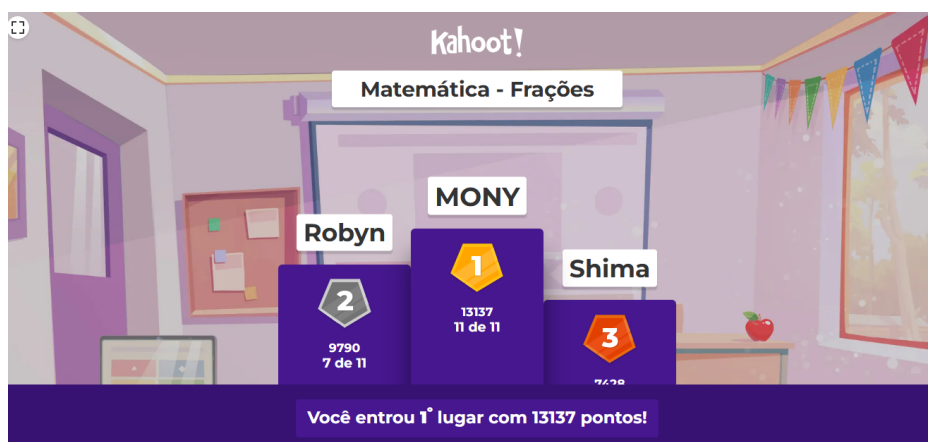 Kahoot!
Matemática - Frações
MONY
Robyn
Shima
1
13137
11 de 11
2
9790
7 de 11
3
7428
Você entrou 1° lugar com 13137 pontos!